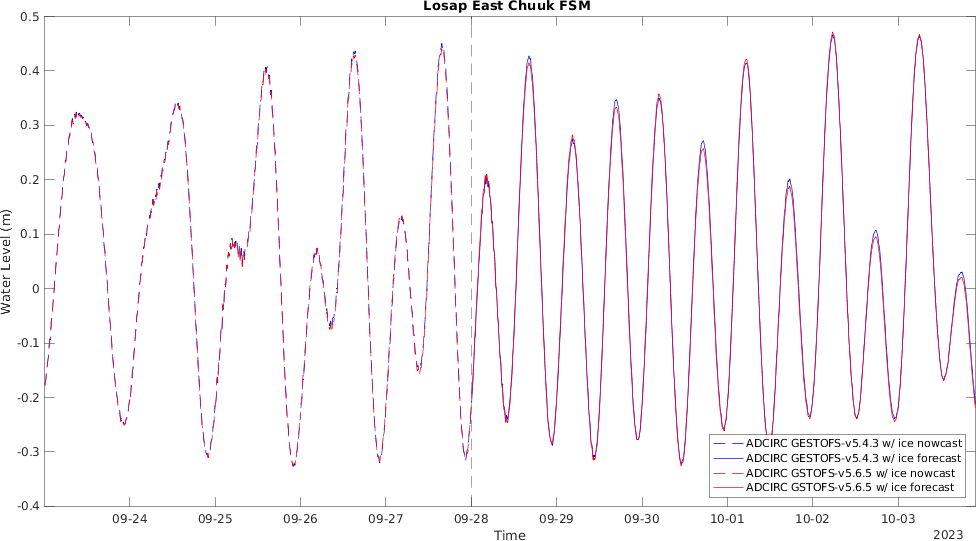 Losap East Chuuk FSM
0.5
0.4
0.3
0.2
0.1
0
-0.1
-0.2
-0.3
-0.4
Water Level (m)
09-24 09-25 09-26 09-27 09-28 09-29 09-30 10-01 10-02 10-03
Time
2023
ADCIRC GESTOFS-v5.4.3 w/ ice nowcast
ADCIRC GESTOFS-v5.4.3 w/ ice forecast
ADCIRC GSTOFS-v5.6.5 w/ ice nowcast
ADCIRC GSTOFS-v5.6.5 w/ ice forecast